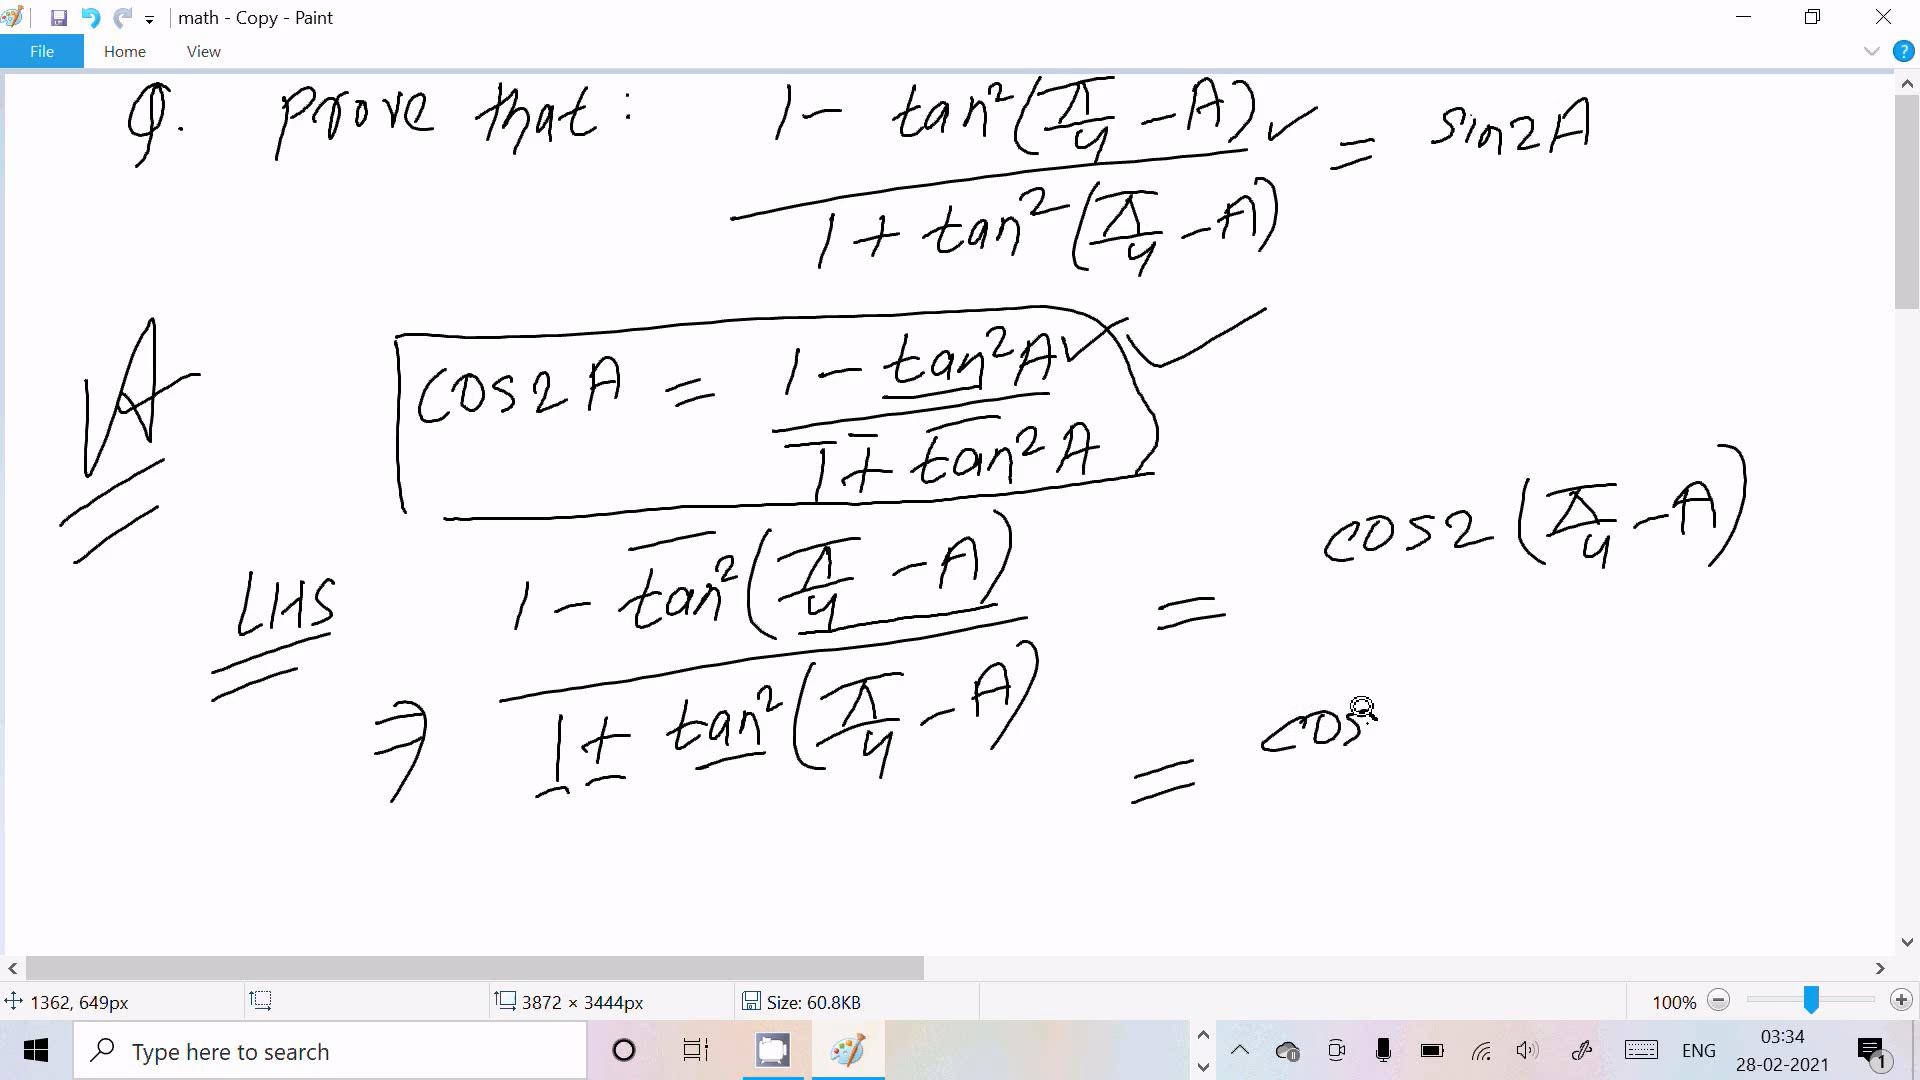 math - Copy - Paint
File Home View
Q. Prove that : 1 - tan²(π/4 - A) ✓ = sin2A
1 + tan²(π/4 - A)
A
cos2A = 1 - tan²A ✓ ✓
1 + tan²A
LHS 1 - tan²(π/4 - A) = cos2(π/4 - A)
⇒ 1 + tan²(π/4 - A) = cos
1362, 649px 3872 × 3444px Size: 60.8KB 100%
Type here to search ENG 03:34
28-02-2021 1